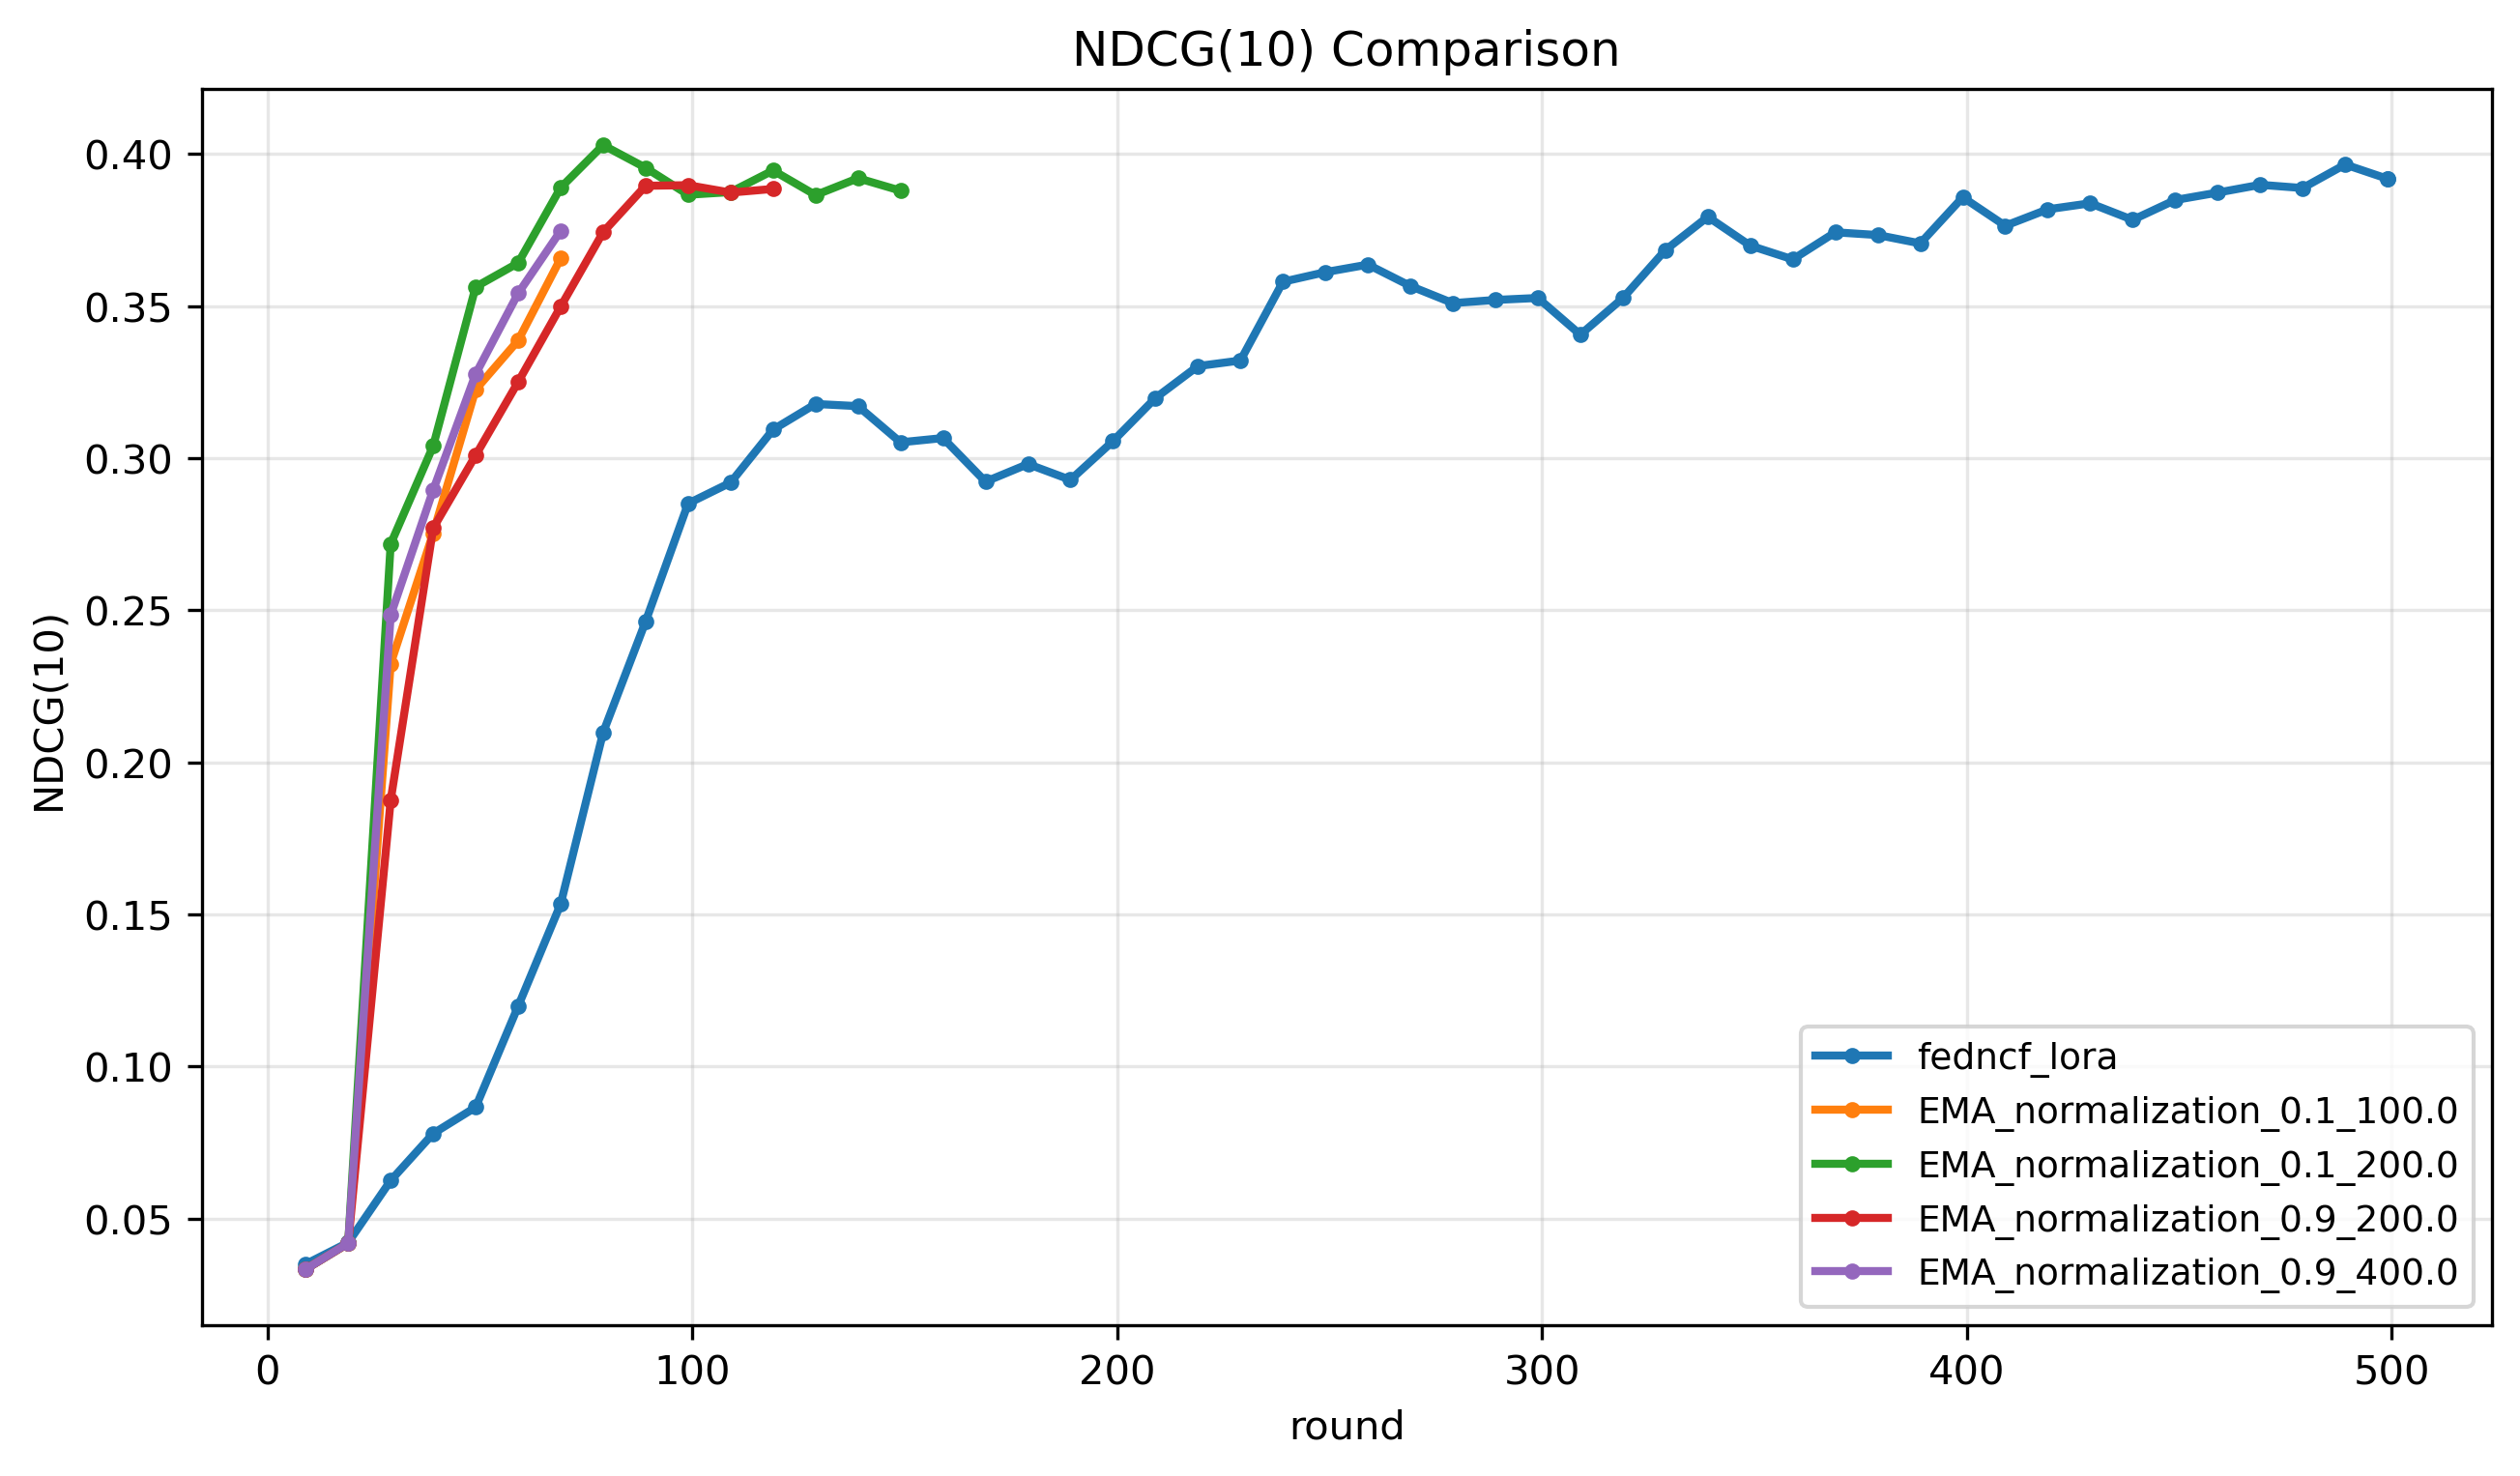 NDCG(10) Comparison
NDCG(10)
0.40
0.35
0.30
0.25
0.20
0.15
0.10
0.05
0 100 200 300 400 500
round
fedncf_lora
EMA_normalization_0.1_100.0
EMA_normalization_0.1_200.0
EMA_normalization_0.9_200.0
EMA_normalization_0.9_400.0